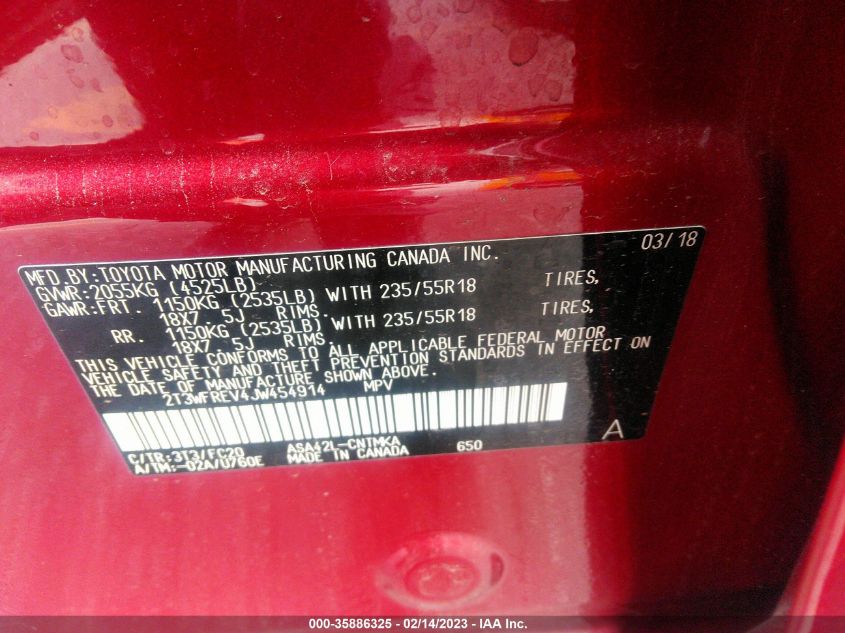 MFD.BY:TOYOTA MOTOR MANUFACTURING CANADA INC. 03/18
GVWR:2055KG (4525LB)
GAWR:FRT. 1150KG (2535LB) WITH 235/55R18 TIRES,
18X7. 5J RIMS.
RR. 1150KG (2535LB) WITH 235/55R18 TIRES,
18X7. 5J RIMS.
THIS VEHICLE CONFORMS TO ALL APPLICABLE FEDERAL MOTOR
VEHICLE SAFETY AND THEFT PREVENTION STANDARDS IN EFFECT ON
THE DATE OF MANUFACTURE SHOWN ABOVE.
2T3WFREV4JW454914 MPV
A
C/TR:3T3/FC20 ASA42L-CNTMKA 650
A/TM:-02A/U760E MADE IN CANADA
000-35886325 - 02/14/2023 - IAA Inc.